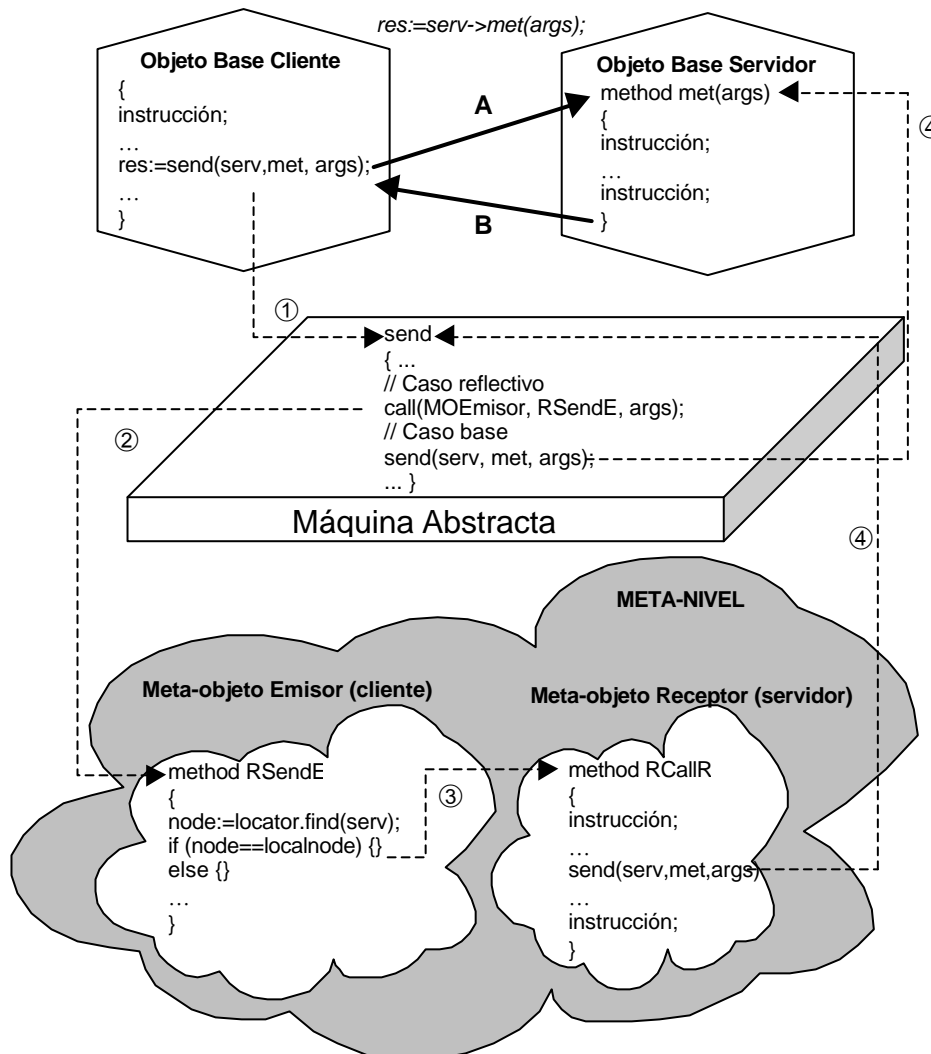 res:=serv->met(args);
Objeto Base Cliente
{
instrucción;
...
res:=send(serv,met, args);
...
}
A
B
Objeto Base Servidor
method met(args)
{
instrucción;
...
instrucción;
}
④
①
send
{ ...
// Caso reflectivo
call(MOEmisor, RSendE, args);
// Caso base
send(serv, met, args);
... }
②
Máquina Abstracta
④
META-NIVEL
Meta-objeto Emisor (cliente)
method RSendE
{
node:=locator.find(serv);
if (node==localnode) {}
else {}
...
}
③
Meta-objeto Receptor (servidor)
method RCallR
{
instrucción;
...
send(serv,met,args)
...
instrucción;
}